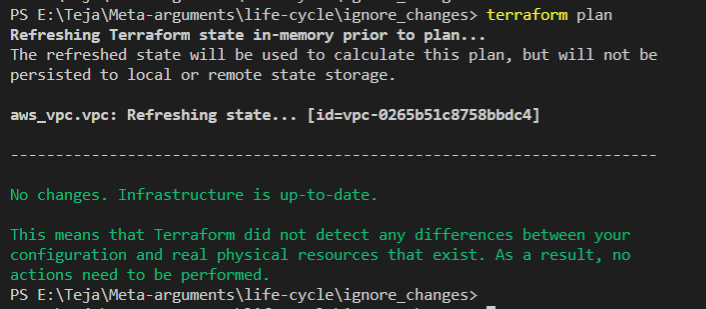 PS E:\Teja\Meta-arguments\life-cycle\ignore_changes> terraform plan
Refreshing Terraform state in-memory prior to plan...
The refreshed state will be used to calculate this plan, but will not be
persisted to local or remote state storage.
aws_vpc.vpc: Refreshing state... [id=vpc-0265b51c8758bbdc4]
------------------------------------------------------------------------
No changes. Infrastructure is up-to-date.
This means that Terraform did not detect any differences between your
configuration and real physical resources that exist. As a result, no
actions need to be performed.
PS E:\Teja\Meta-arguments\life-cycle\ignore_changes>